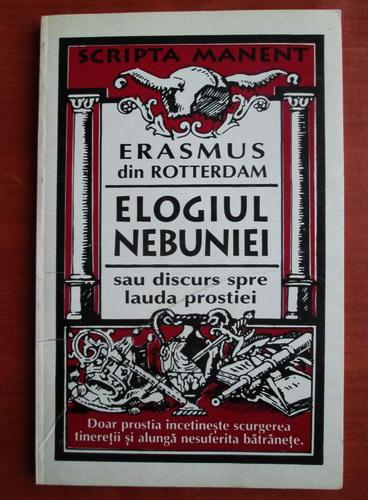 SCRIPTA MANENT
ERASMUS
din ROTTERDAM
ELOGIUL
NEBUNIEI
sau discurs spre
lauda prostiei
Doar prostia incetinește scurgerea
tinereții și alungă nesuferita bătrânețe.